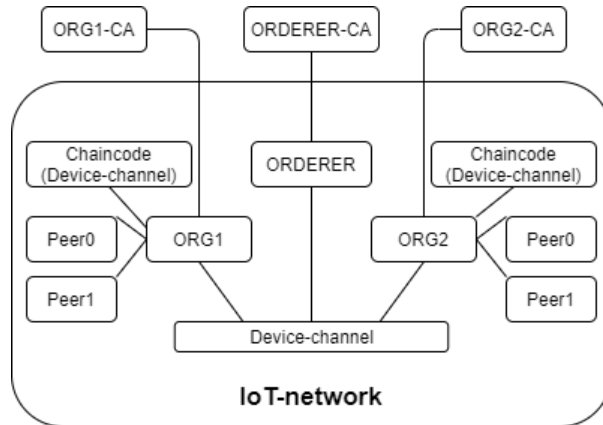 ORG1-CA
ORDERER-CA
ORG2-CA
Chaincode
(Device-channel)
ORDERER
Chaincode
(Device-channel)
Peer0
ORG1
ORG2
Peer0
Peer1
Peer1
Device-channel
IoT-network